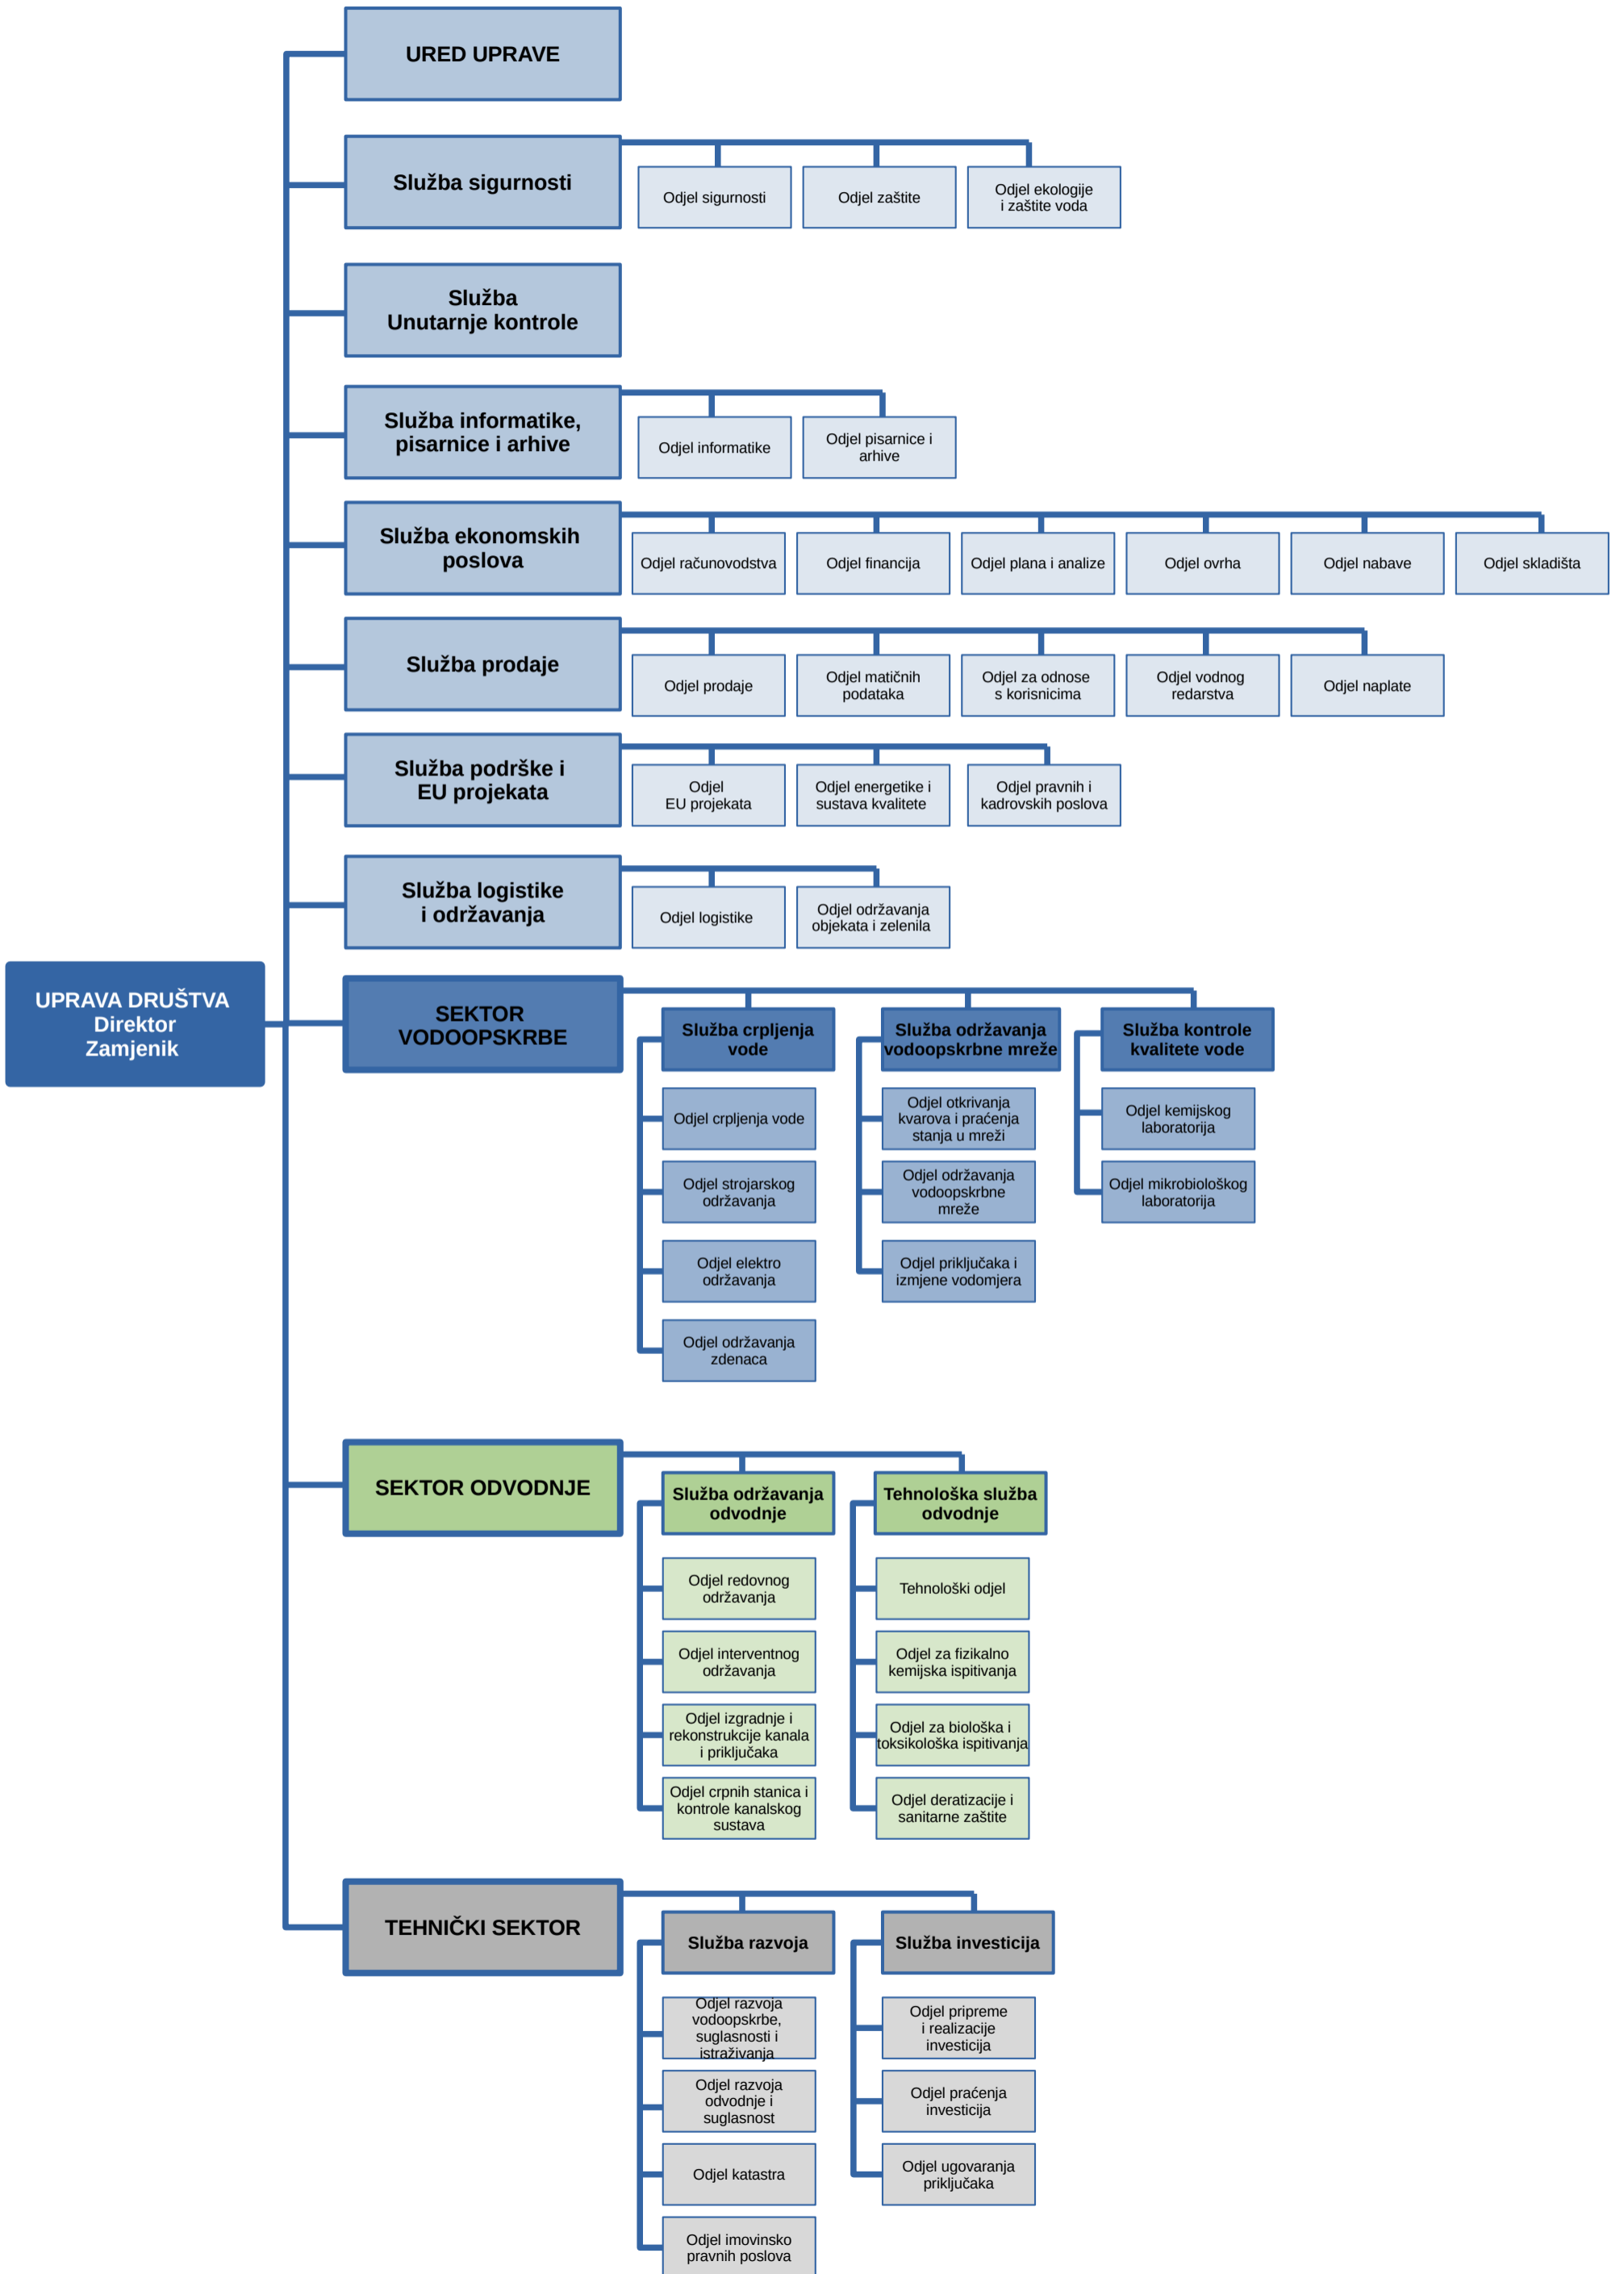 URED UPRAVE
Služba sigurnosti
Odjel sigurnosti
Odjel zaštite
Odjel ekologije
i zaštite voda
Služba
Unutarnje kontrole
Služba informatike,
pisarnice i arhive
Odjel informatike
Odjel pisarnice i
arhive
Služba ekonomskih
poslova
Odjel računovodstva
Odjel financija
Odjel plana i analize
Odjel ovrha
Odjel nabave
Odjel skladišta
Služba prodaje
Odjel prodaje
Odjel matičnih
podataka
Odjel za odnose
s korisnicima
Odjel vodnog
redarstva
Odjel naplate
Služba podrške i
EU projekata
Odjel
EU projekata
Odjel energetike i
sustava kvalitete
Odjel pravnih i
kadrovskih poslova
Služba logistike
i održavanja
Odjel logistike
Odjel održavanja
objekata i zelenila
UPRAVA DRUŠTVA
Direktor
Zamjenik
SEKTOR
VODOOPSKRBE
Služba crpljenja
vode
Odjel crpljenja vode
Odjel strojarskog
održavanja
Odjel elektro
održavanja
Odjel održavanja
zdenaca
Služba održavanja
vodoopskrbne mreže
Odjel otkrivanja
kvarova i praćenja
stanja u mreži
Odjel održavanja
vodoopskrbne
mreže
Odjel priključaka i
izmjene vodomjera
Služba kontrole
kvalitete vode
Odjel kemijskog
laboratorija
Odjel mikrobiološkog
laboratorija
SEKTOR ODVODNJE
Služba održavanja
odvodnje
Odjel redovnog
održavanja
Odjel interventnog
održavanja
Odjel izgradnje i
rekonstrukcije kanala
i priključaka
Odjel crpnih stanica i
kontrole kanalskog
sustava
Tehnološka služba
odvodnje
Tehnološki odjel
Odjel za fizikalno
kemijska ispitivanja
Odjel za biološka i
toksikološka ispitivanja
Odjel deratizacije i
sanitarne zaštite
TEHNIČKI SEKTOR
Služba razvoja
Odjel razvoja
vodoopskrbe,
suglasnosti i
istraživanja
Odjel razvoja
odvodnje i
suglasnost
Odjel katastra
Odjel imovinsko
pravnih poslova
Služba investicija
Odjel pripreme
i realizacije
investicija
Odjel praćenja
investicija
Odjel ugovaranja
priključaka